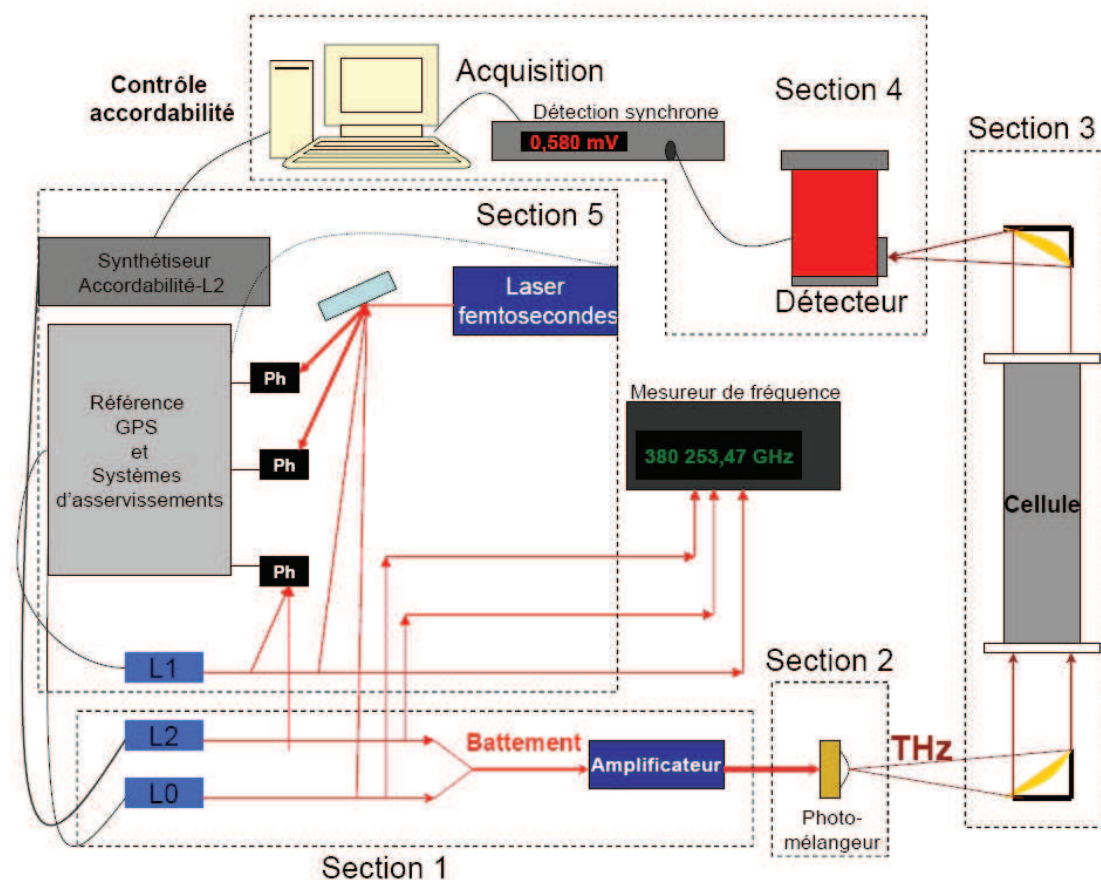 Contrôle
accordabilité
Acquisition
Détection synchrone
0,580 mV
Section 4
Section 3
Section 5
Synthétiseur
Accordabilité-L2
Laser
femtosecondes
Détecteur
Ph
Référence
GPS
et
Systèmes
d'asservissements
Ph
Ph
Mesureur de fréquence
380 253,47 GHz
Cellule
L1
Section 2
L2
Battement
Amplificateur
THz
L0
Photo-
mélangeur
Section 1